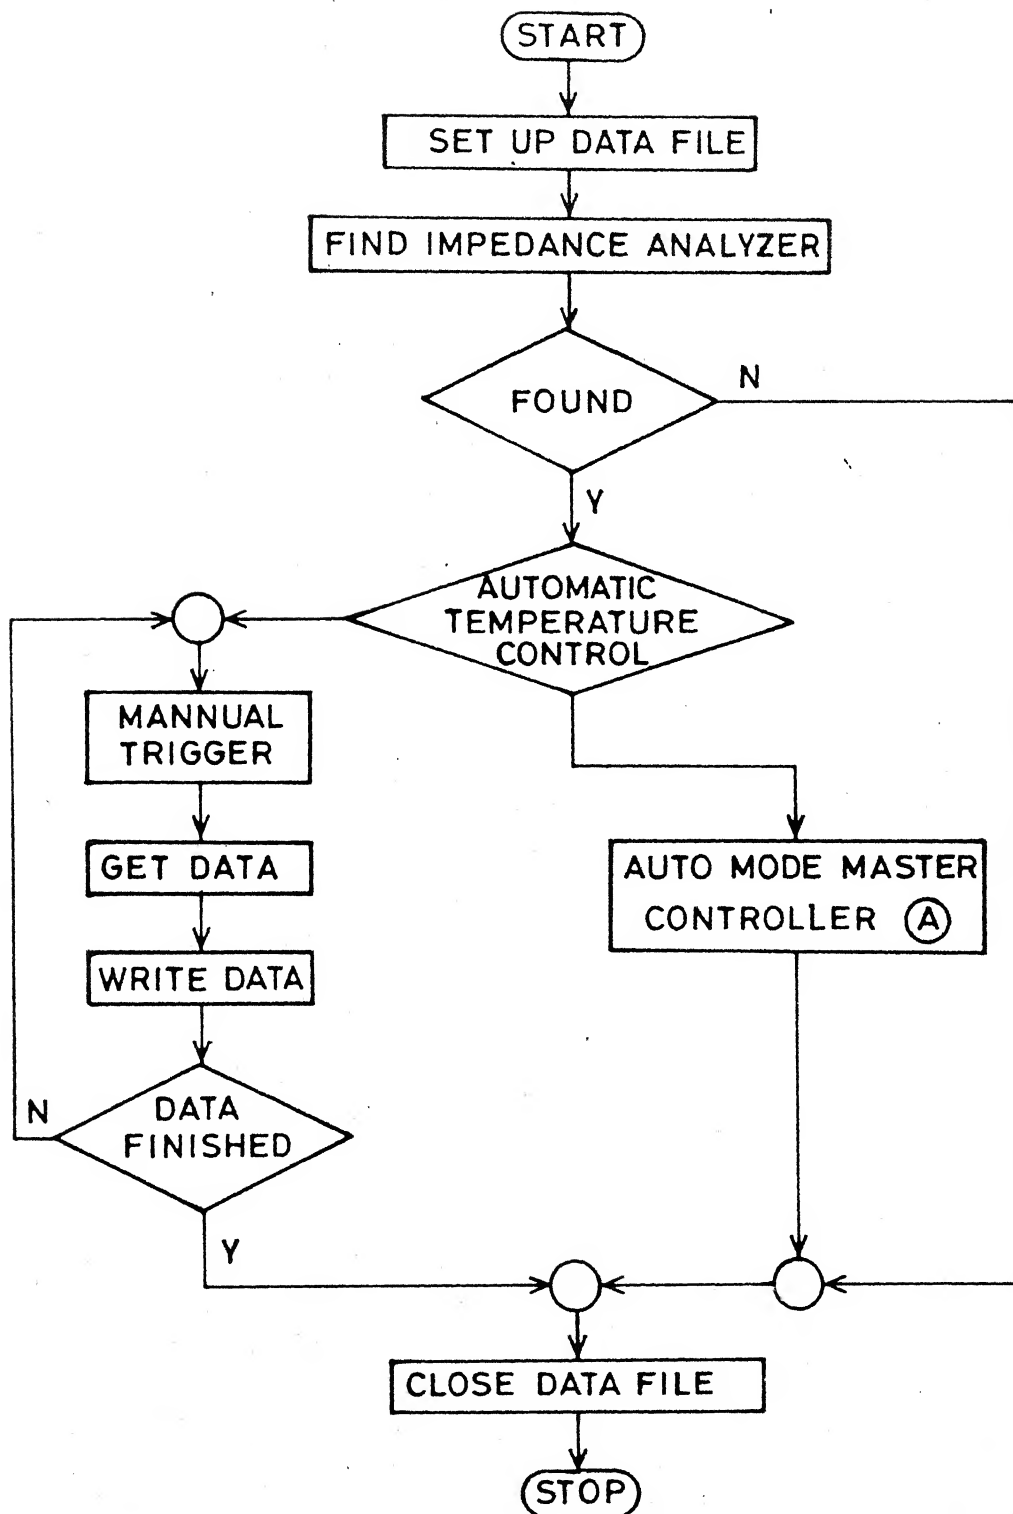 START
SET UP DATA FILE
FIND IMPEDANCE ANALYZER
FOUND
N
Y
AUTOMATIC
TEMPERATURE
CONTROL
MANNUAL
TRIGGER
GET DATA
WRITE DATA
DATA
FINISHED
N
Y
AUTO MODE MASTER
CONTROLLER A
CLOSE DATA FILE
STOP